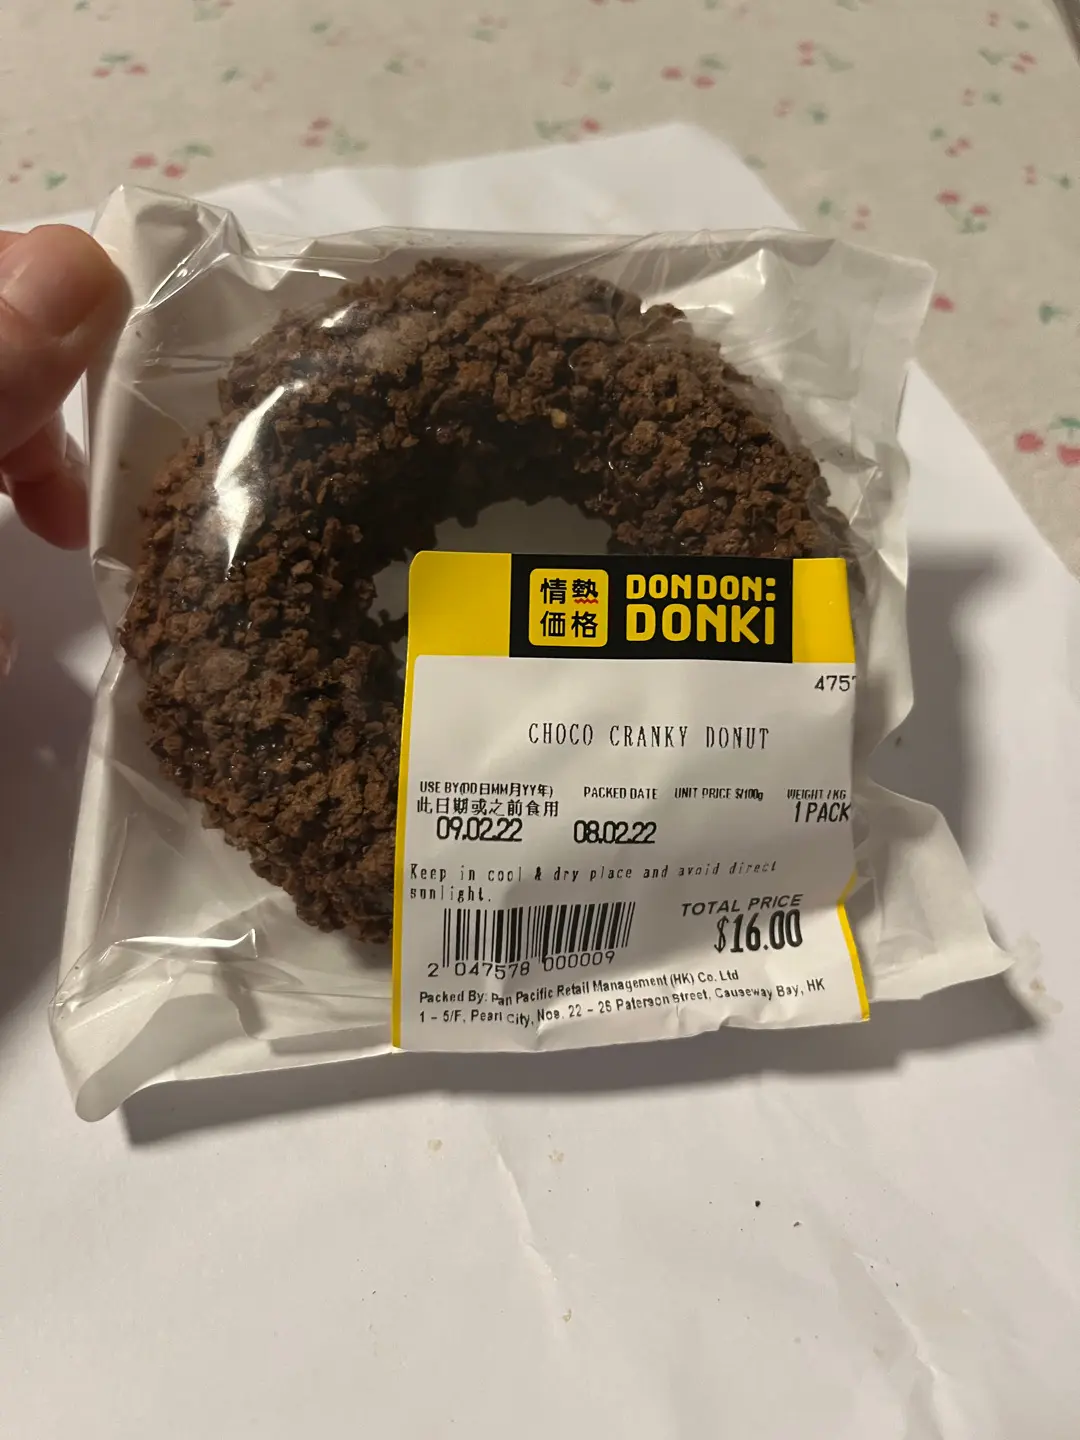 情熱
価格
DON DON:
DONKi
475
CHOCO CRANKY DONUT
USE BY(DD日MM月YY年) PACKED DATE UNIT PRICE $/100g WEIGHT / KG
此日期或之前食用
09.02.22 08.02.22 1 PACK
Keep in cool & dry place and avoid direct
sunlight.
TOTAL PRICE
$16.00
2 047578 000009
Packed By: Pan Pacific Retail Management (HK) Co. Ltd
1 - 5/F, Pearl City, Nos. 22 - 26 Paterson Street, Causeway Bay, HK